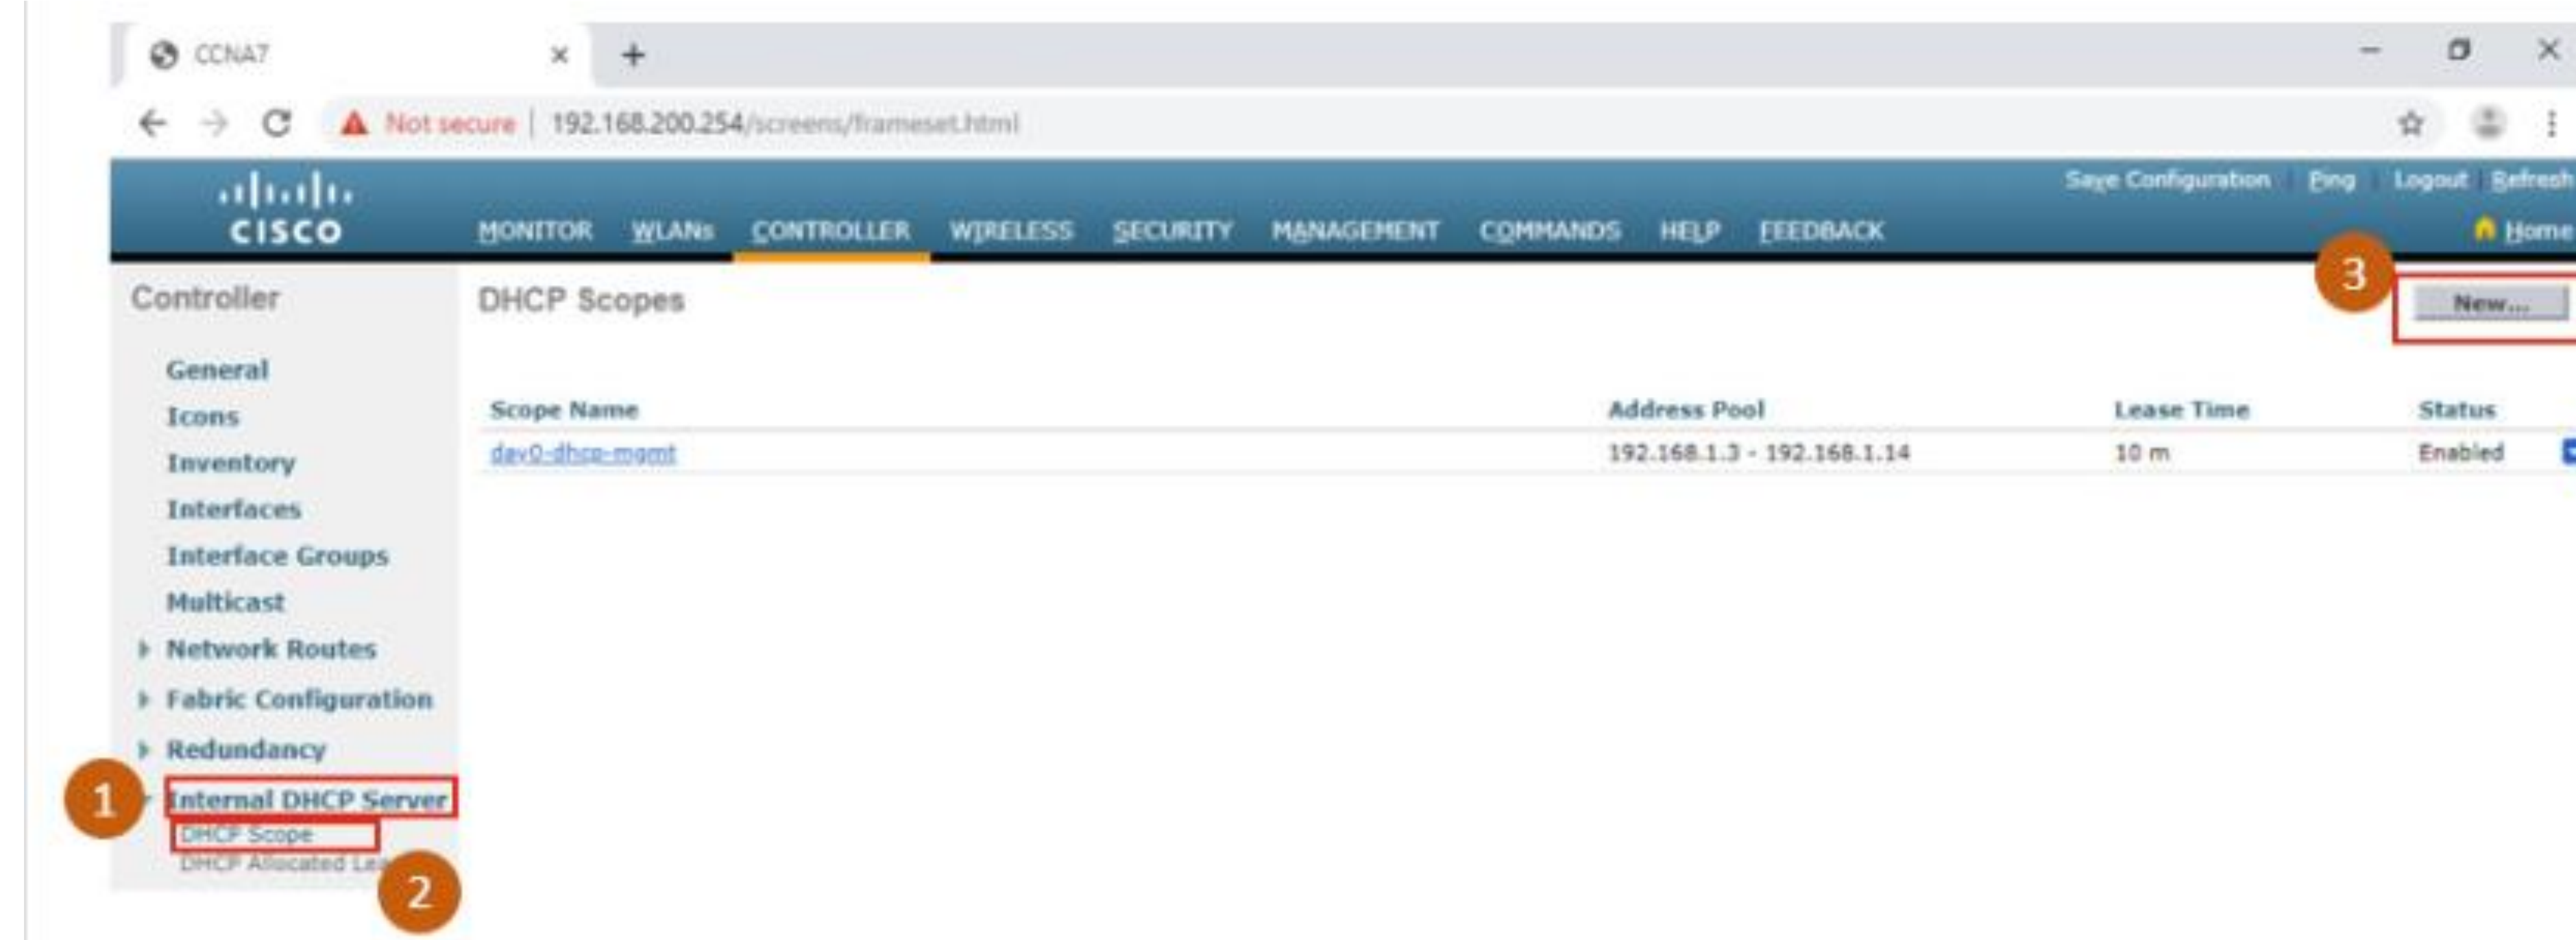 CCNA7
Not secure | 192.168.200.254/screens/frameset.html
Save Configuration Ping Logout Refresh
CISCO MONITOR WLANs CONTROLLER WIRELESS SECURITY MANAGEMENT COMMANDS HELP FEEDBACK Home
Controller DHCP Scopes 3 New...
General
Icons Scope Name Address Pool Lease Time Status
Inventory day0-dhcp-mgmt 192.168.1.3 - 192.168.1.14 10 m Enabled
Interfaces
Interface Groups
Multicast
Network Routes
Fabric Configuration
Redundancy
1 Internal DHCP Server
DHCP Scope
DHCP Allocated
2